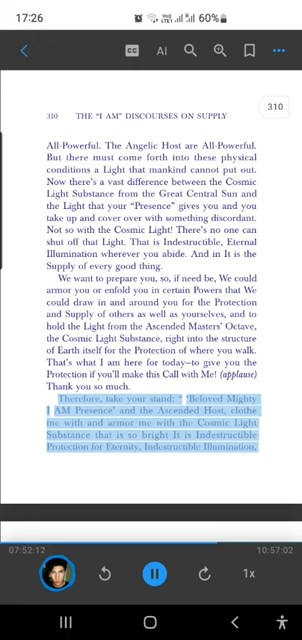 17:26
60%
CC
AI
310
310 THE “I AM” DISCOURSES ON SUPPLY
All-Powerful. The Angelic Host are All-Powerful.
But there must come forth into these physical
conditions a Light that mankind cannot put out.
Now there's a vast difference between the Cosmic
Light Substance from the Great Central Sun and
the Light that your “Presence” gives you and you
take up and cover over with something discordant.
Not so with the Cosmic Light! There's no one can
shut off that Light. That is Indestructible, Eternal
Illumination wherever you abide. And in It is the
Supply of every good thing.
We want to prepare you, so, if need be, We could
armor you or enfold you in certain Powers that We
could draw in and around you for the Protection
and Supply of others as well as yourselves, and to
hold the Light from the Ascended Masters' Octave,
the Cosmic Light Substance, right into the structure
of Earth itself for the Protection of where you walk.
That's what I am here for today—to give you the
Protection if you'll make this Call with Me! (applause)
Thank you so much.
Therefore, take your stand: “ ‘Beloved Mighty
I AM Presence’ and the Ascended Host, clothe
me with and armor me with the Cosmic Light
Substance that is so bright It is Indestructible
Protection for Eternity, Indestructible Illumination,
07:52:12 10:57:02
1x